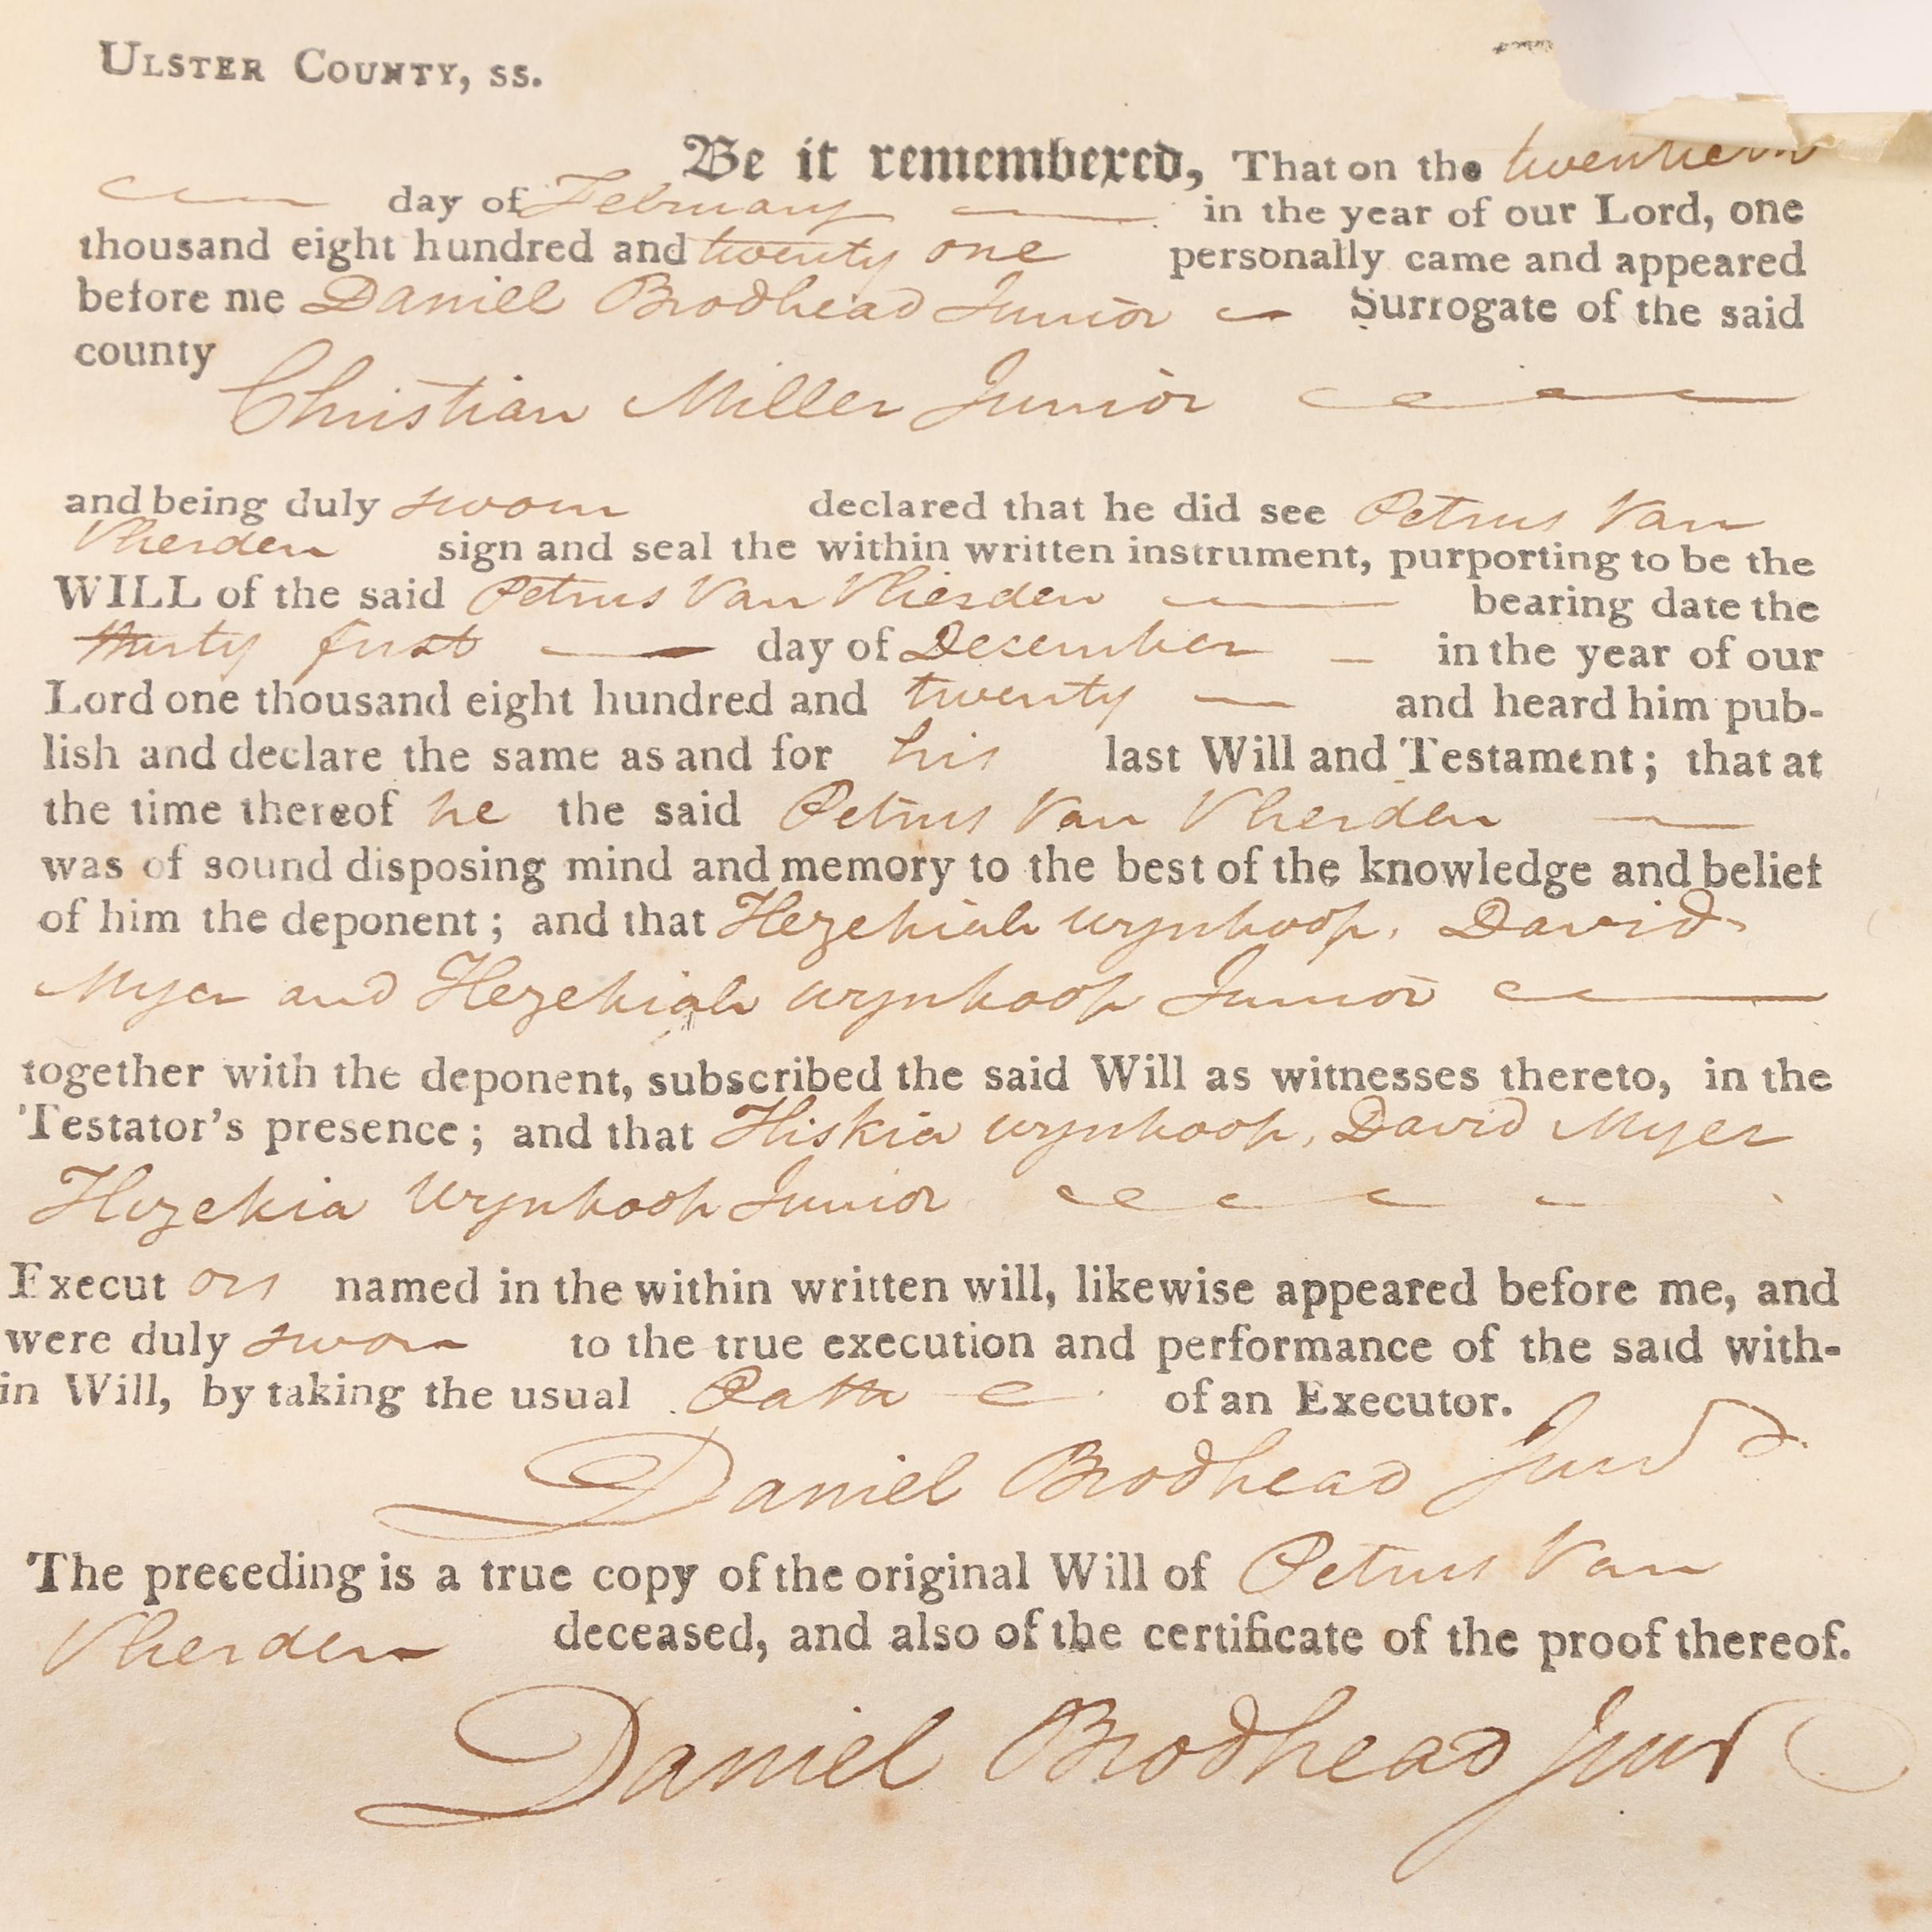 ULSTER COUNTY, SS.
Be it remembered, That on the twentieth
day of February in the year of our Lord, one
thousand eight hundred and twenty one personally came and appeared
before me Daniel Brodhead Junior Surrogate of the said
county
Christian Miller Junior
and being duly sworn declared that he did see Petrus Van
Vlierden sign and seal the within written instrument, purporting to be the
WILL of the said Petrus Van Vlierden bearing date the
thirty first day of December in the year of our
Lord one thousand eight hundred and twenty and heard him pub-
lish and declare the same as and for his last Will and Testament; that at
the time thereof he the said Petrus Van Vlierden
was of sound disposing mind and memory to the best of the knowledge and belief
of him the deponent; and that Hezekiah Wynkoop, David
Myer and Hezekiah Wynkoop Junior
together with the deponent, subscribed the said Will as witnesses thereto, in the
Testator's presence; and that Hiskia Wynkoop, David Myer
Hezekia Wynkoop Junior
Execut ors named in the within written will, likewise appeared before me, and
were duly sworn to the true execution and performance of the said with-
in Will, by taking the usual Oath of an Executor.
Daniel Brodhead Junr
The preceding is a true copy of the original Will of Petrus Van
Vlierden deceased, and also of the certificate of the proof thereof.
Daniel Brodhead Junr